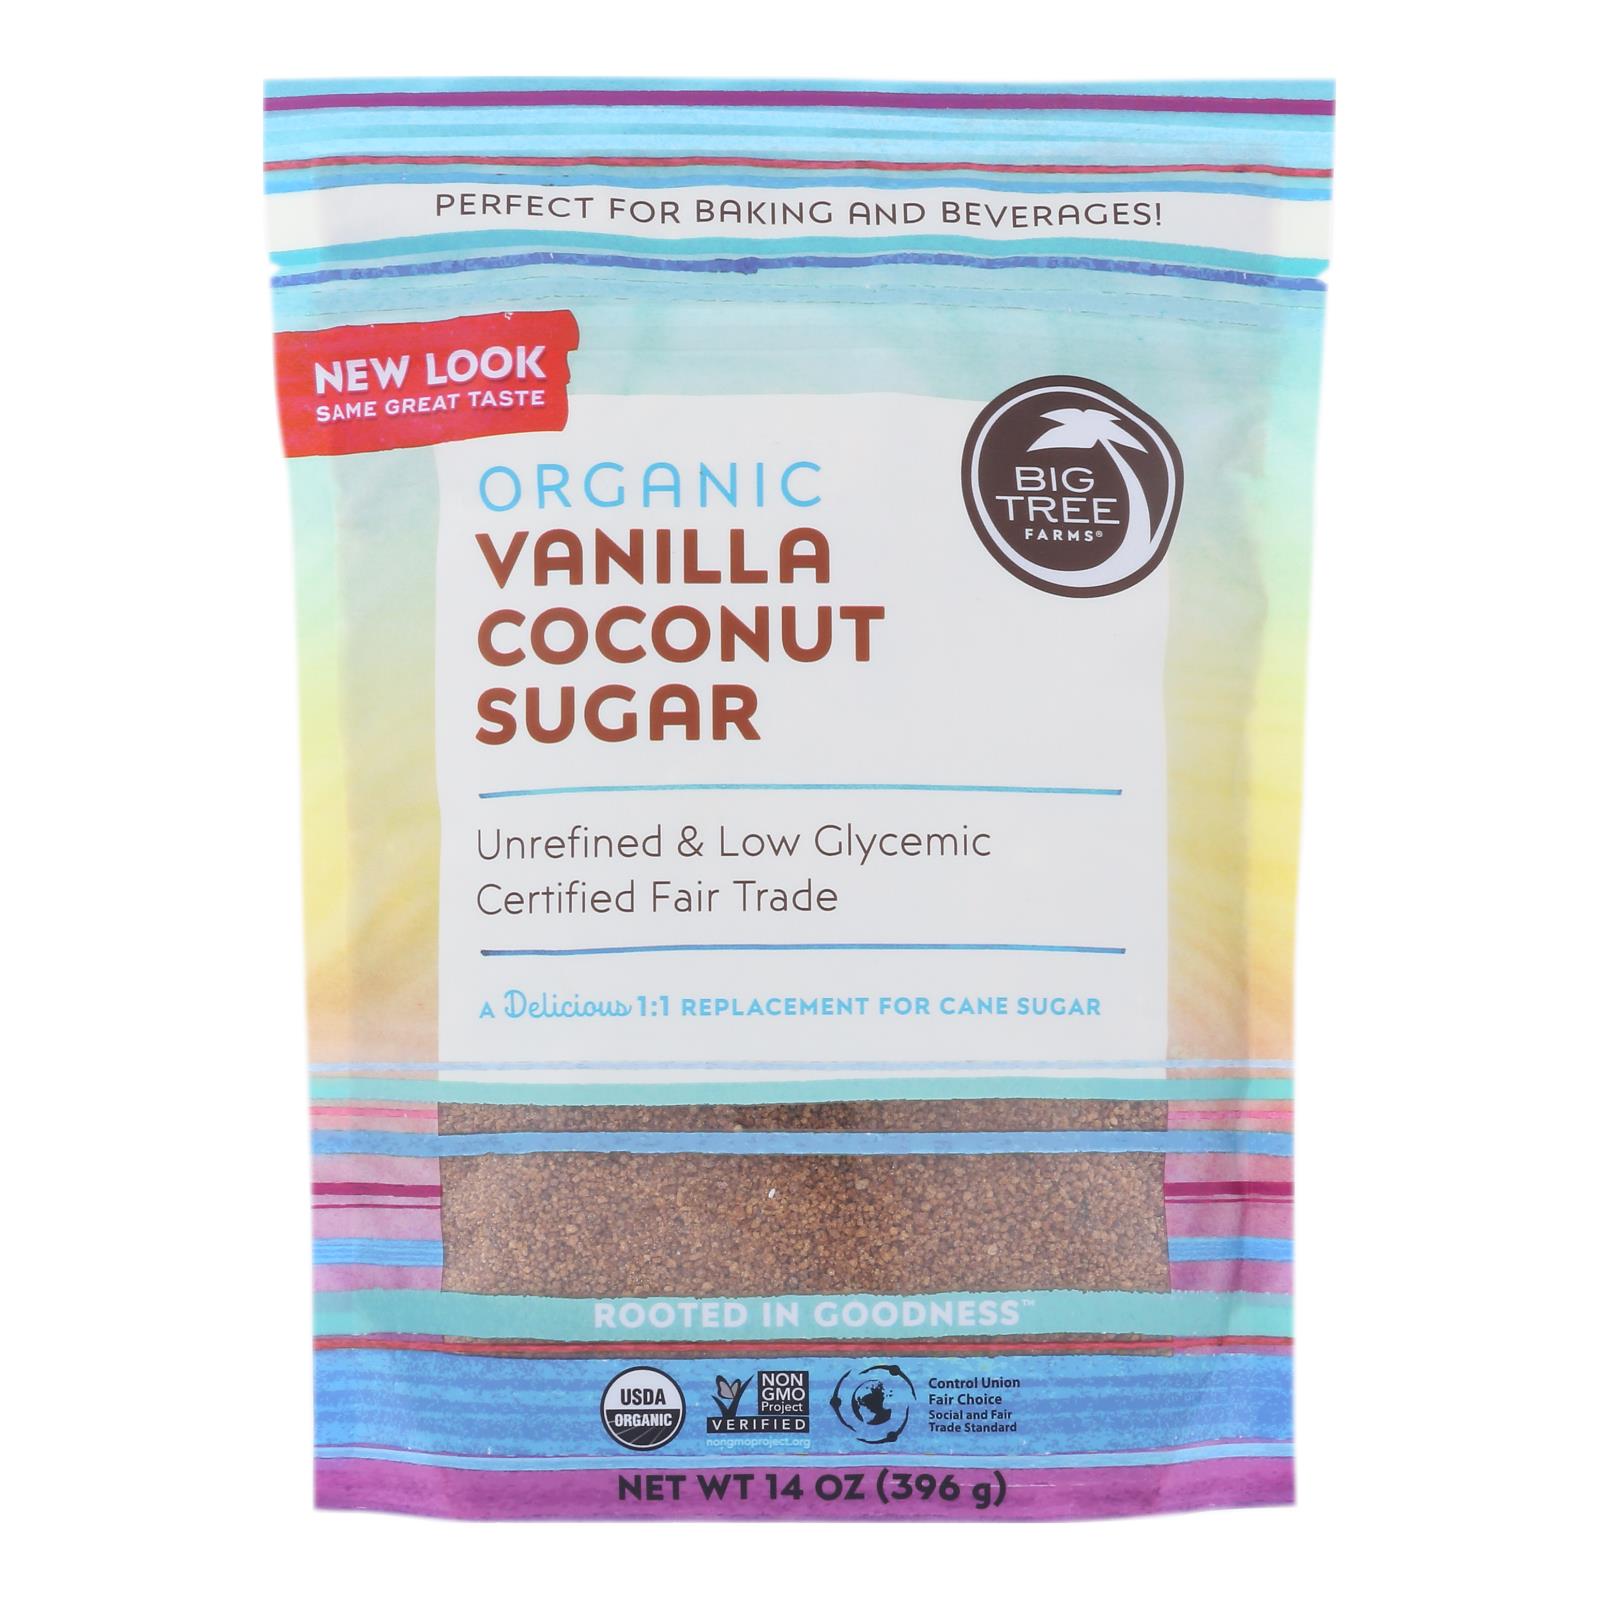 PERFECT FOR BAKING AND BEVERAGES!
NEW LOOK
SAME GREAT TASTE
BIG
TREE
FARMS®
ORGANIC
VANILLA
COCONUT
SUGAR
Unrefined & Low Glycemic
Certified Fair Trade
A Delicious 1:1 REPLACEMENT FOR CANE SUGAR
ROOTED IN GOODNESS™
USDA
ORGANIC
NON
GMO
Project
VERIFIED
nongmoproject.org
Control Union
Fair Choice
Social and Fair
Trade Standard
NET WT 14 OZ (396 g)